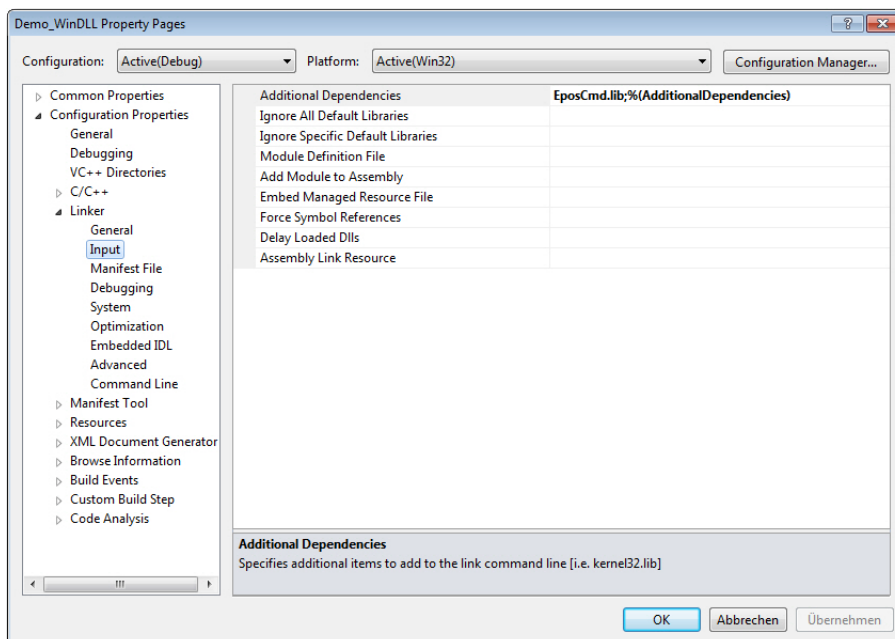 Demo_WinDLL Property Pages
Configuration: Active(Debug) Platform: Active(Win32) Configuration Manager...
Common Properties
Configuration Properties
General
Debugging
VC++ Directories
C/C++
Linker
General
Input
Manifest File
Debugging
System
Optimization
Embedded IDL
Advanced
Command Line
Manifest Tool
Resources
XML Document Generator
Browse Information
Build Events
Custom Build Step
Code Analysis
Additional Dependencies EposCmd.lib;%(AdditionalDependencies)
Ignore All Default Libraries
Ignore Specific Default Libraries
Module Definition File
Add Module to Assembly
Embed Managed Resource File
Force Symbol References
Delay Loaded Dlls
Assembly Link Resource
Additional Dependencies
Specifies additional items to add to the link command line [i.e. kernel32.lib]
OK Abbrechen Übernehmen